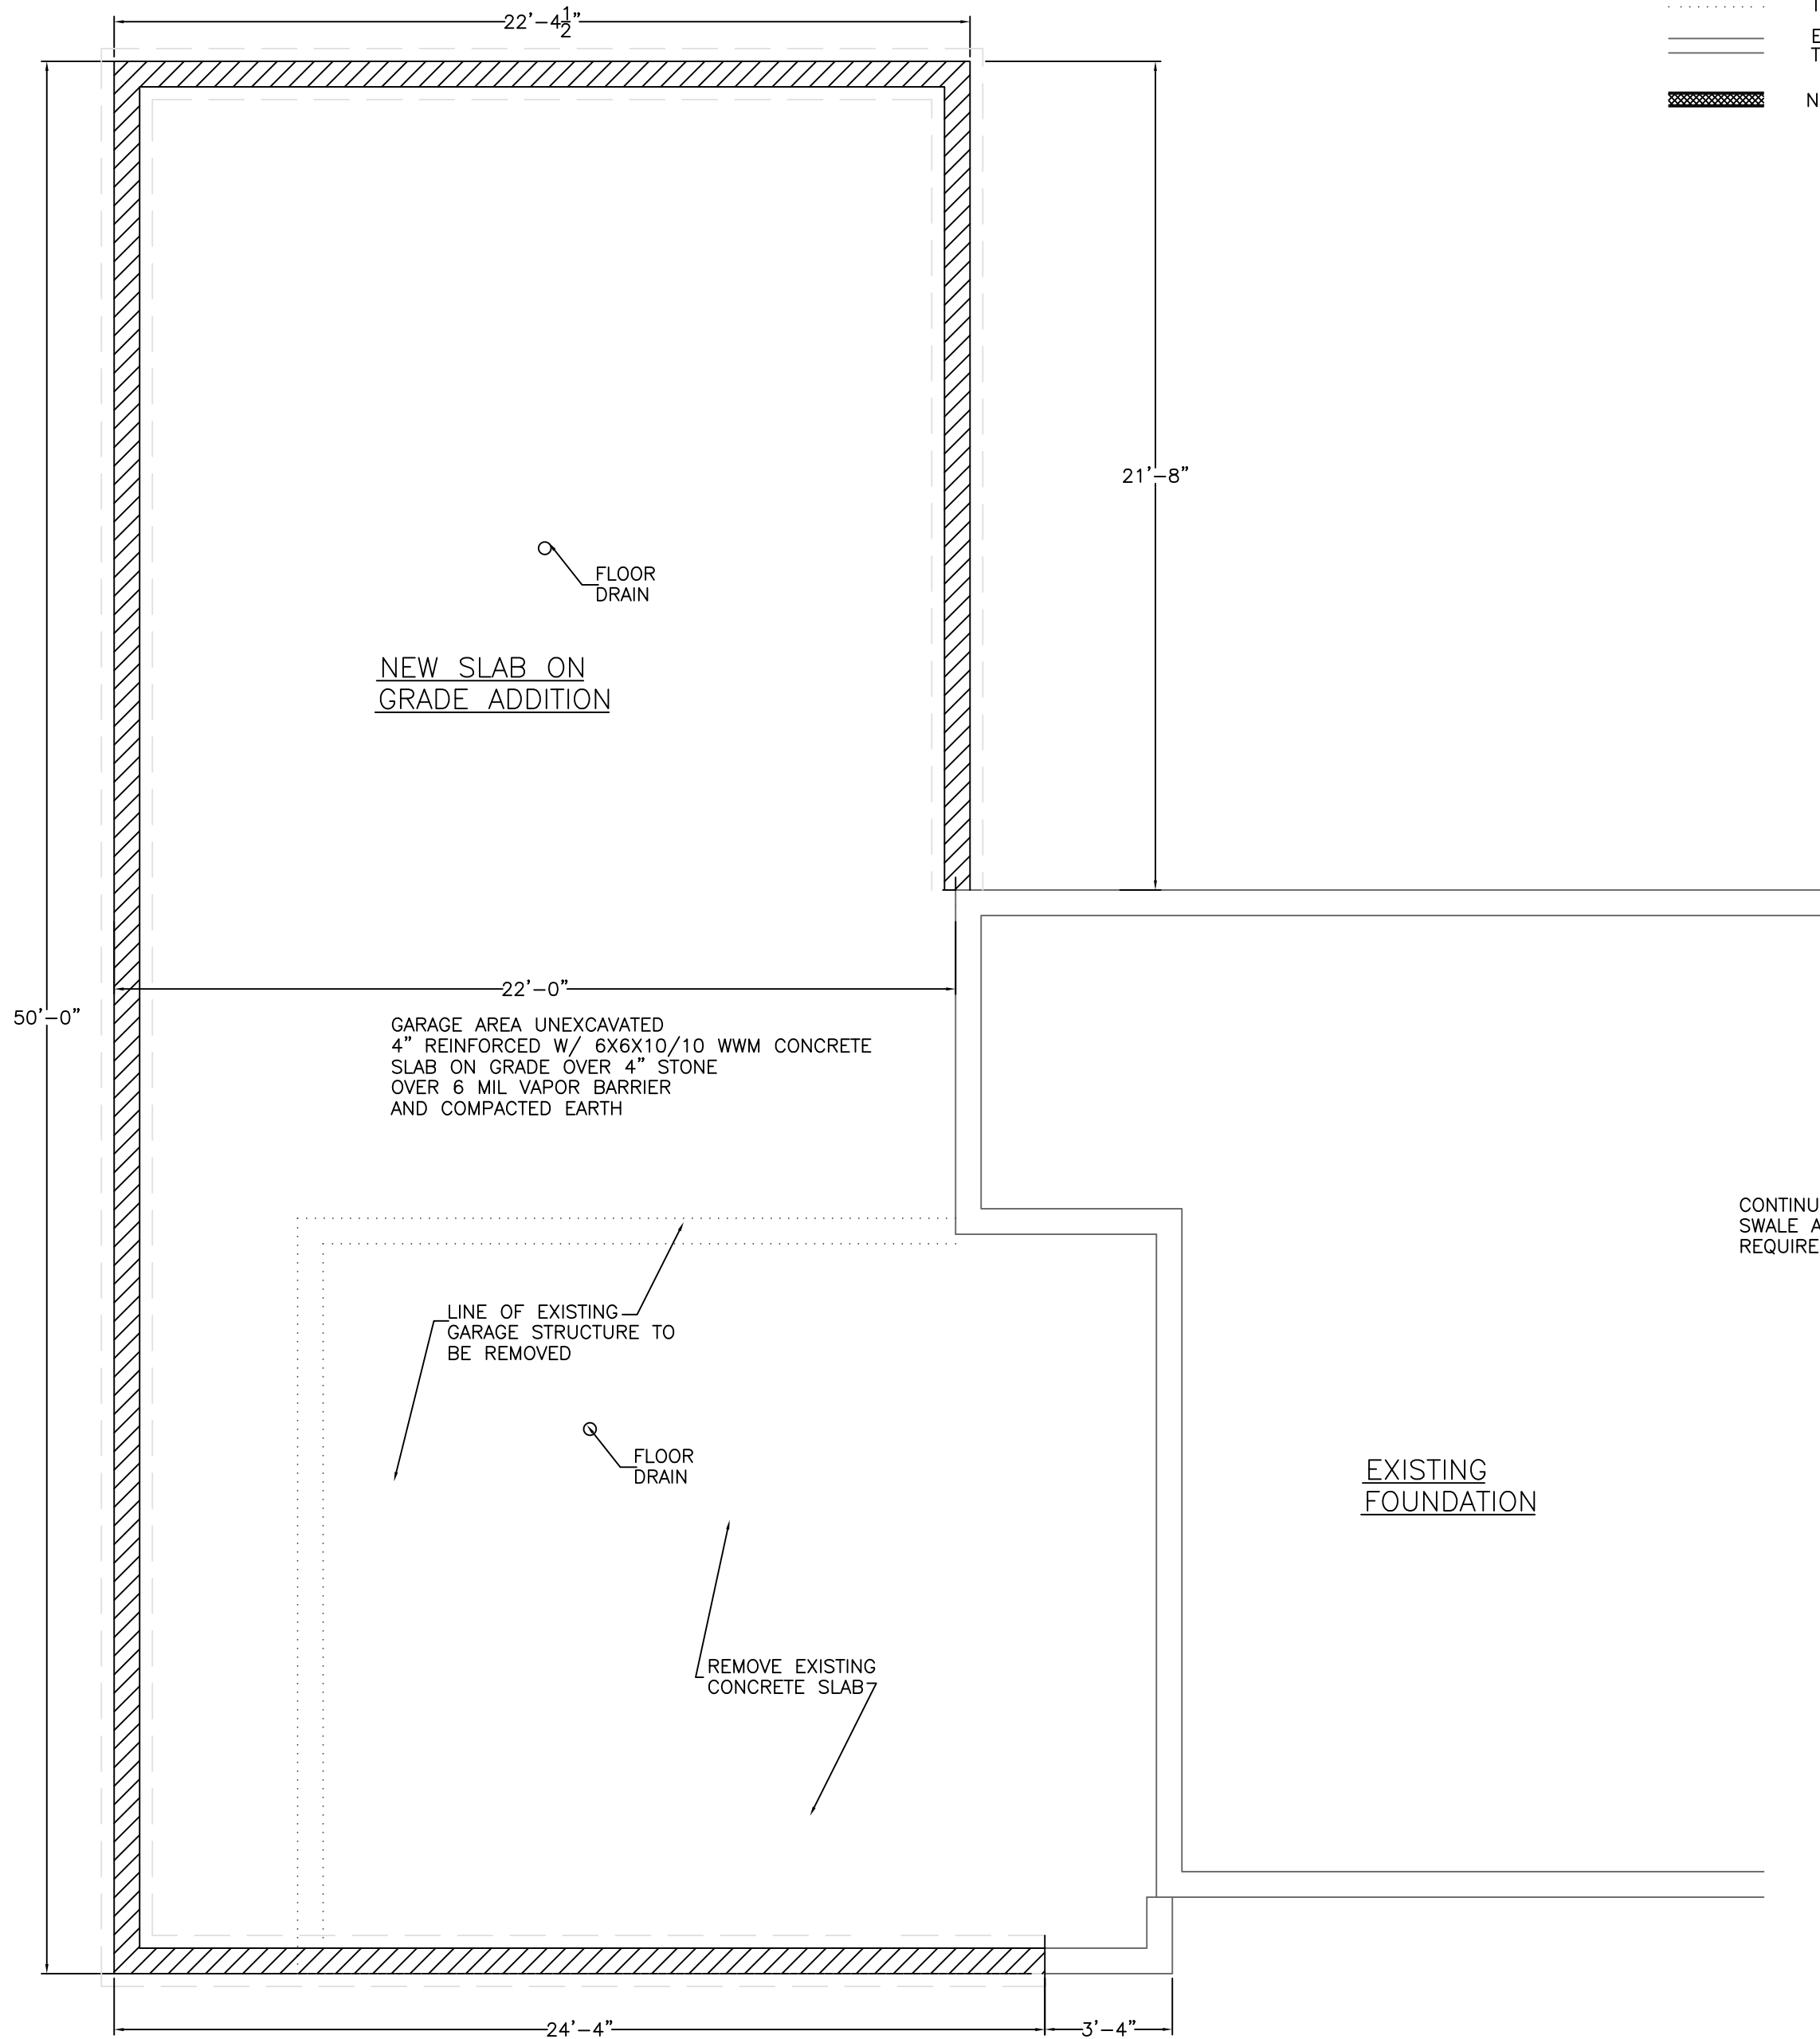 22'-4 1/2"
21'-8"
FLOOR
DRAIN
NEW SLAB ON
GRADE ADDITION
22'-0"
50'-0"
GARAGE AREA UNEXCAVATED
4" REINFORCED W/ 6X6X10/10 WWM CONCRETE
SLAB ON GRADE OVER 4" STONE
OVER 6 MIL VAPOR BARRIER
AND COMPACTED EARTH
SWALE
LINE OF EXISTING
GARAGE STRUCTURE TO
BE REMOVED
FLOOR
DRAIN
EXISTING
FOUNDATION
REMOVE EXISTING
CONCRETE SLAB
24'-4"
3'-4"